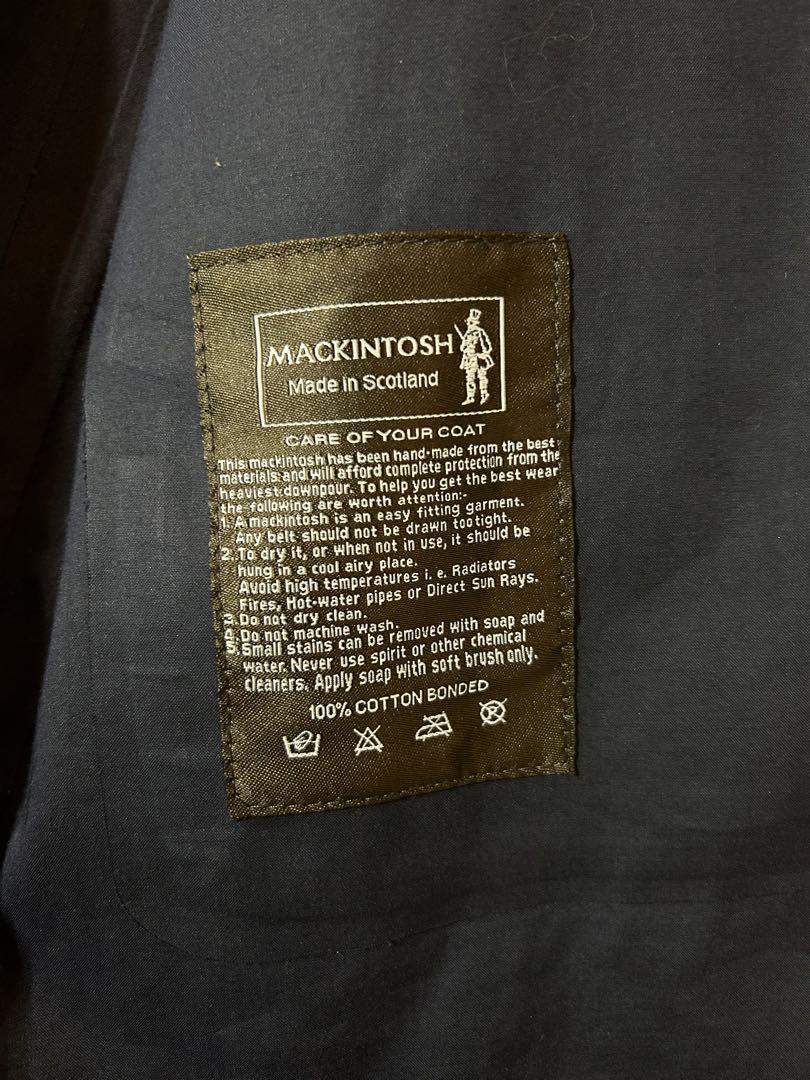 MACKINTOSH
Made in Scotland
CARE OF YOUR COAT
This mackintosh has been hand-made from the best
materials and will afford complete protection from the
heaviest downpour. To help you get the best wear
the following are worth attention:-
1. A mackintosh is an easy fitting garment.
Any belt should not be drawn too tight.
2. To dry it, or when not in use, it should be
hung in a cool airy place.
Avoid high temperatures i. e. Radiators
Fires, Hot-water pipes or Direct Sun Rays.
3. Do not dry clean.
4. Do not machine wash.
5. Small stains can be removed with soap and
water. Never use spirit or other chemical
cleaners. Apply soap with soft brush only.
100% COTTON BONDED